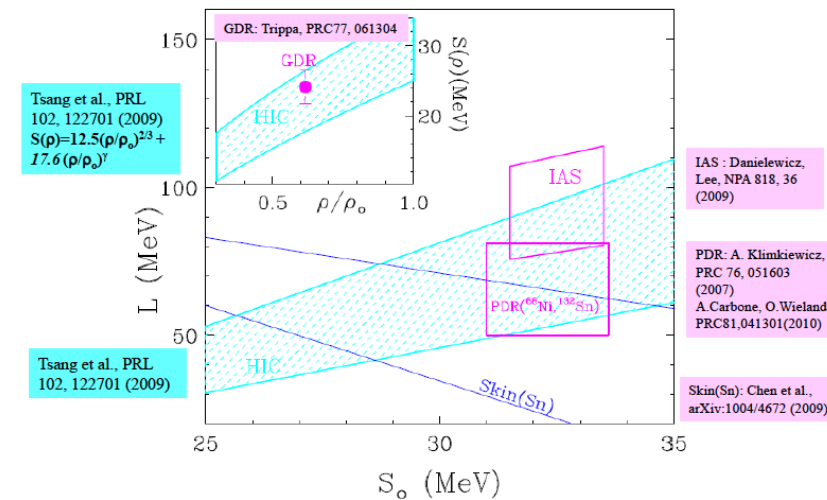 GDR: Trippa, PRC77, 061304
Tsang et al., PRL
102, 122701 (2009)
S(ρ)=12.5(ρ/ρₒ)²ᐟ³ +
17.6 (ρ/ρₒ)ᵞ
160
100
50
L (MeV)
GDR
HIC
0.5
1.0
ρ/ρₒ
30
20
S(ρ)(MeV)
IAS
PDR(⁶⁸Ni,¹³²Sn)
HIC
Skin(Sn)
25
30
35
Sₒ (MeV)
Tsang et al., PRL
102, 122701 (2009)
IAS : Danielewicz,
Lee, NPA 818, 36
(2009)
PDR: A. Klimkiewicz,
PRC 76, 051603
(2007)
A.Carbone, O.Wieland
PRC81,041301(2010)
Skin(Sn): Chen et al.,
arXiv:1004/4672 (2009)